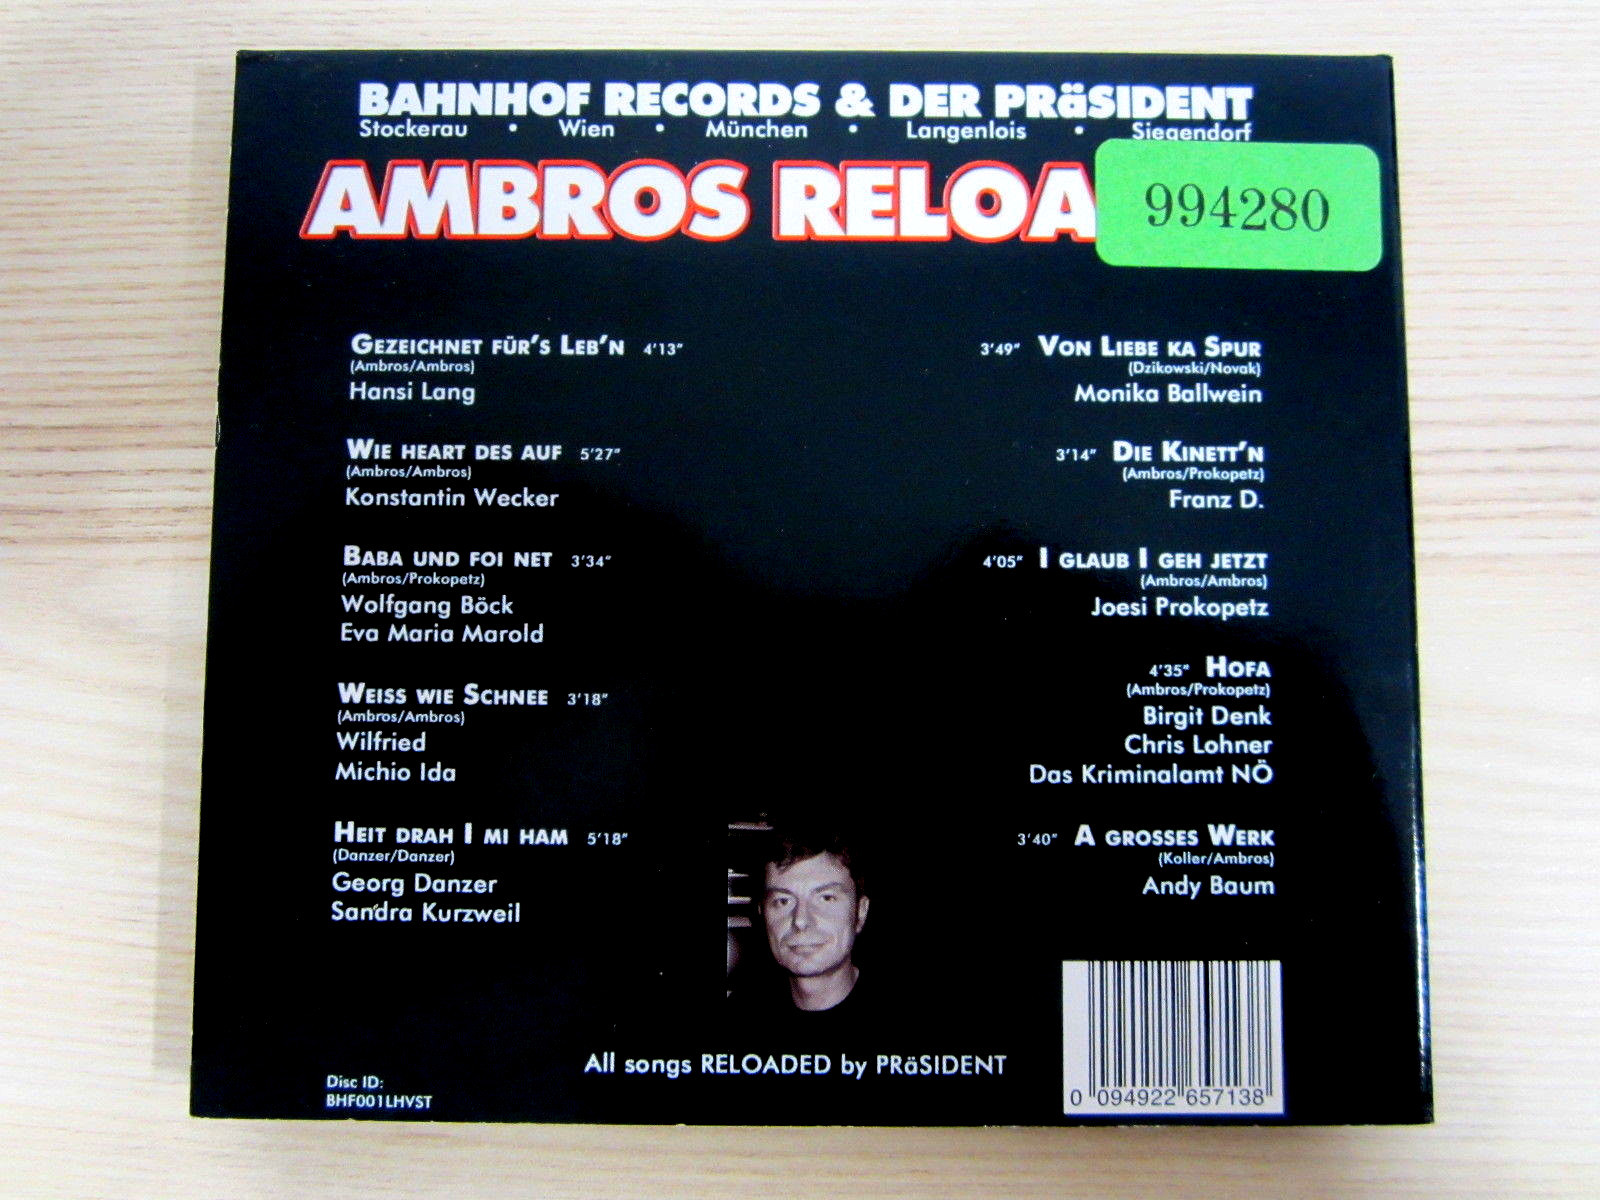 BAHNHOF RECORDS & DER PRäSIDENT
Stockerau • Wien • München • Langenlois • Siegendorf
AMBROS RELOA
994280
GEZEICHNET FÜR'S LEB'N 4'13"
(Ambros/Ambros)
Hansi Lang
WIE HEART DES AUF 5'27"
(Ambros/Ambros)
Konstantin Wecker
BABA UND FOI NET 3'34"
(Ambros/Prokopetz)
Wolfgang Böck
Eva Maria Marold
WEISS WIE SCHNEE 3'18"
(Ambros/Ambros)
Wilfried
Michio Ida
HEIT DRAH I MI HAM 5'18"
(Danzer/Danzer)
Georg Danzer
Sandra Kurzweil
3'49" VON LIEBE KA SPUR
(Dzikowski/Novak)
Monika Ballwein
3'14" DIE KINETT'N
(Ambros/Prokopetz)
Franz D.
4'05" I GLAUB I GEH JETZT
(Ambros/Ambros)
Joesi Prokopetz
4'35" HOFA
(Ambros/Prokopetz)
Birgit Denk
Chris Lohner
Das Kriminalamt NÖ
3'40" A GROSSES WERK
(Koller/Ambros)
Andy Baum
All songs RELOADED by PRäSIDENT
Disc ID:
BHF001LHVST
0 094922 657138